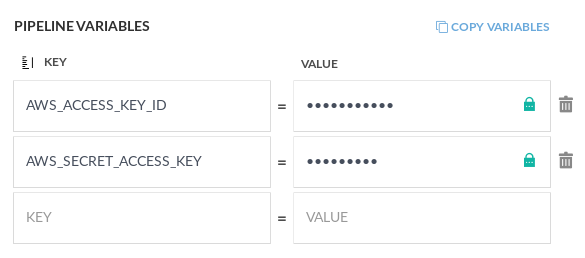 PIPELINE VARIABLES
COPY VARIABLES
KEY
VALUE
AWS_ACCESS_KEY_ID = •••••••••••
AWS_SECRET_ACCESS_KEY = •••••••••
KEY = VALUE